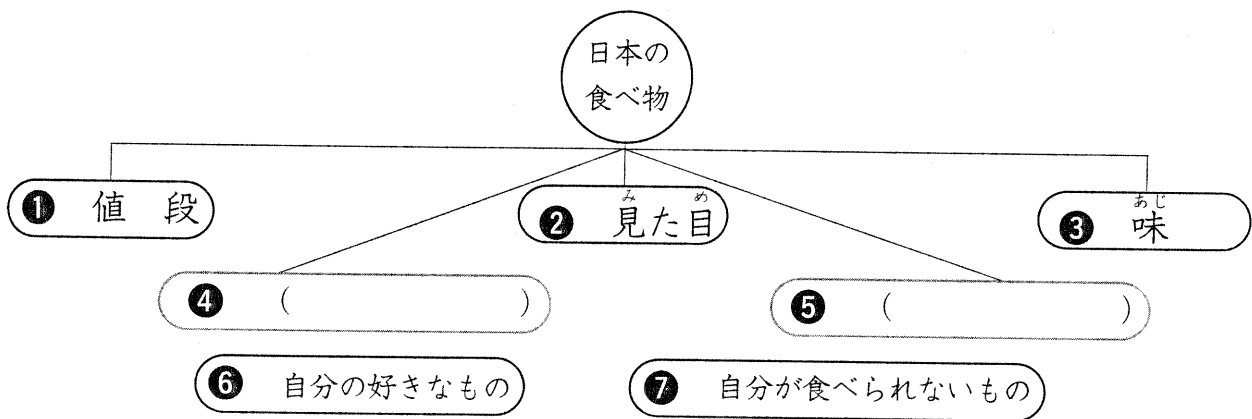 日本の
食べ物
❶ 値 段
❷ 見た目
み め
❸ 味
あじ
❹ ( )
❺ ( )
❻ 自分の好きなもの
❼ 自分が食べられないもの